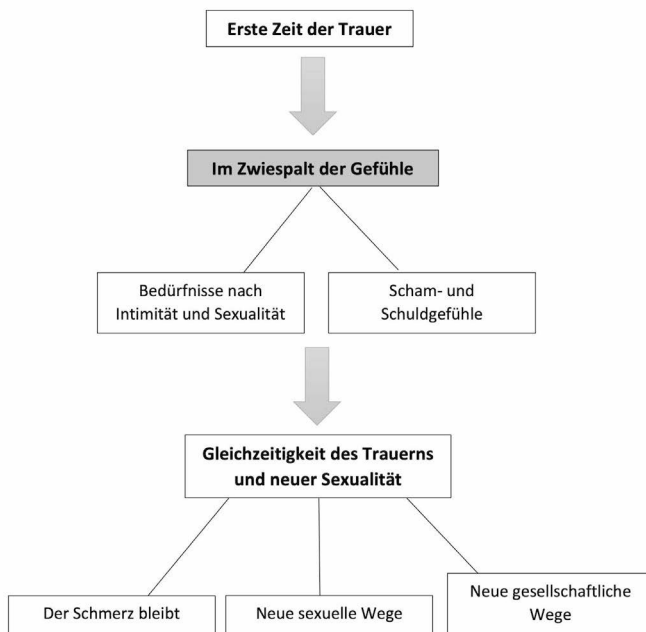 Erste Zeit der Trauer
Im Zwiespalt der Gefühle
Bedürfnisse nach
Intimität und Sexualität
Scham- und
Schuldgefühle
Gleichzeitigkeit des Trauerns
und neuer Sexualität
Der Schmerz bleibt
Neue sexuelle Wege
Neue gesellschaftliche
Wege